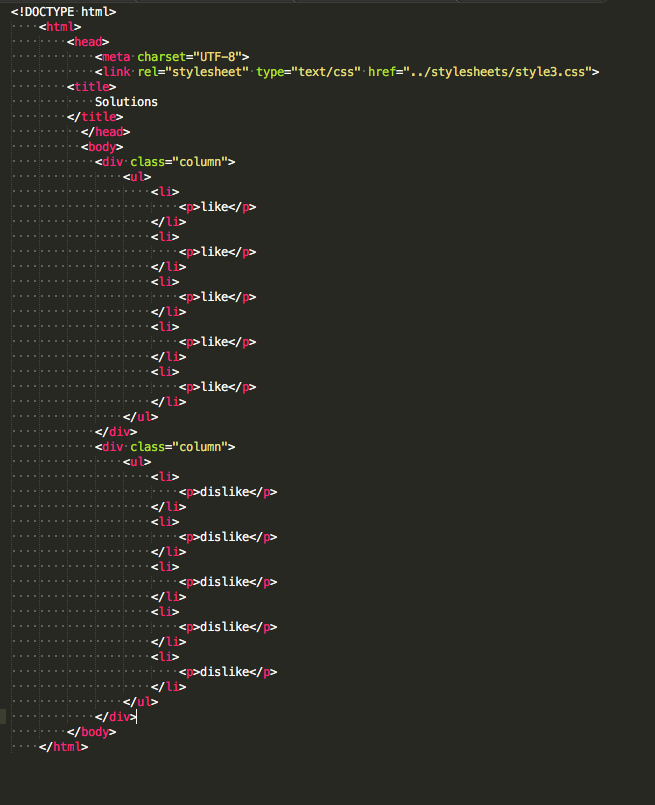 <!DOCTYPE html>
<html>
<head>
<meta charset="UTF-8">
<link rel="stylesheet" type="text/css" href="../stylesheets/style3.css">
<title>
Solutions
</title>
</head>
<body>
<div class="column">
<ul>
<li>
<p>like</p>
</li>
<li>
<p>like</p>
</li>
<li>
<p>like</p>
</li>
<li>
<p>like</p>
</li>
<li>
<p>like</p>
</li>
</ul>
</div>
<div class="column">
<ul>
<li>
<p>dislike</p>
</li>
<li>
<p>dislike</p>
</li>
<li>
<p>dislike</p>
</li>
<li>
<p>dislike</p>
</li>
<li>
<p>dislike</p>
</li>
</ul>
</div>
</body>
</html>